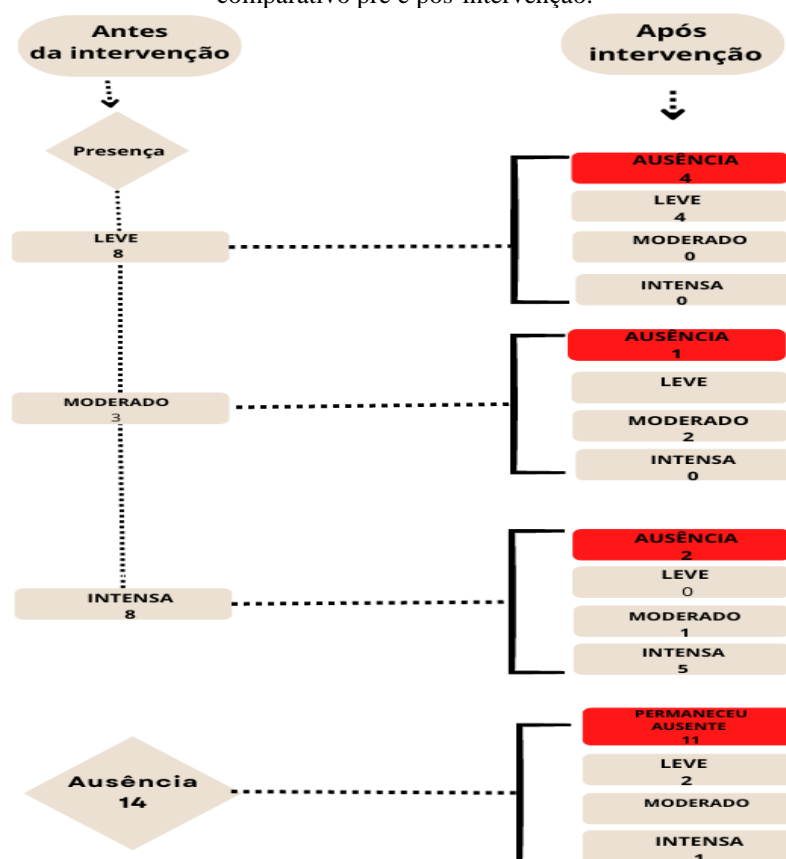 comparativo pré e pós-intervenção.
Antes
da intervenção
Após
intervenção
Presença
AUSÊNCIA
4
LEVE
4
MODERADO
0
INTENSA
0
LEVE
8
AUSÊNCIA
1
LEVE
MODERADO
2
INTENSA
0
MODERADO
3
AUSÊNCIA
2
LEVE
0
MODERADO
1
INTENSA
5
INTENSA
8
PERMANECEU
AUSENTE
11
LEVE
2
MODERADO
INTENSA
1
Ausência
14